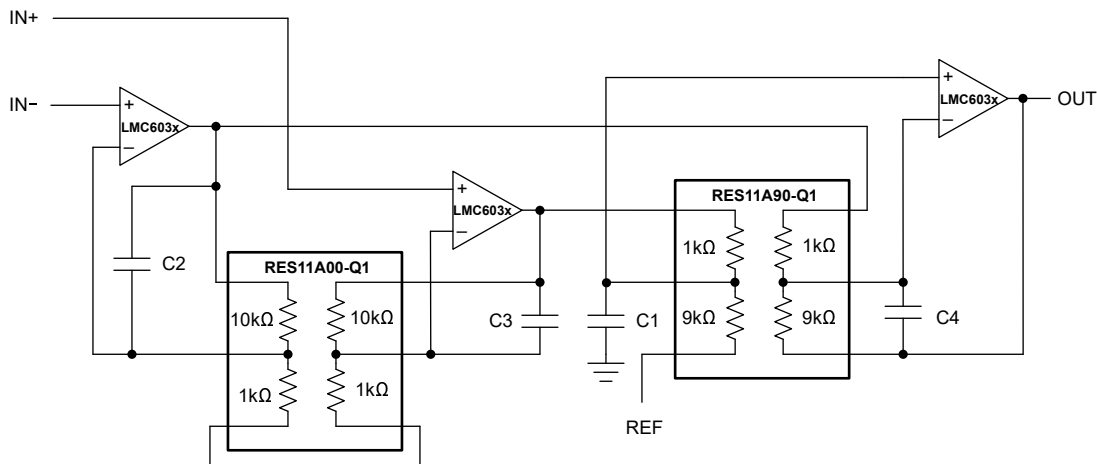 IN+
IN−
+
LMC603x
−
C2
RES11A00-Q1
10kΩ
10kΩ
1kΩ
1kΩ
+
LMC603x
−
C3
C1
RES11A90-Q1
1kΩ
1kΩ
9kΩ
9kΩ
REF
C4
+
LMC603x
−
OUT